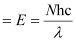 = E = Nhc / λ